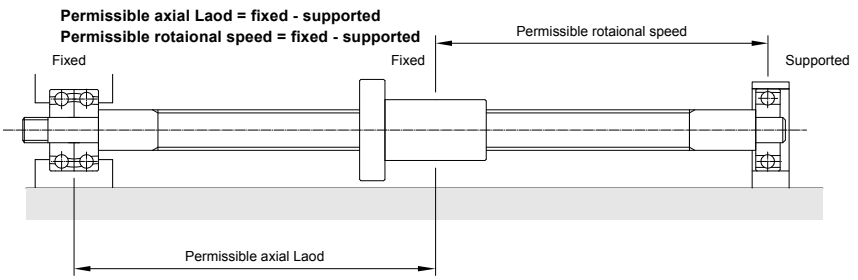 Permissible axial Laod = fixed - supported
Permissible rotaional speed = fixed - supported
Permissible rotaional speed
Fixed
Fixed
Supported
Permissible axial Laod